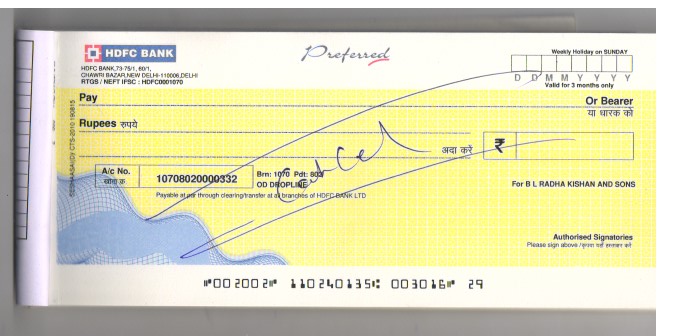 HDFC BANK
Preferred
Weekly Holiday on SUNDAY
HDFC BANK,73-75/1, 60/1,
CHAWRI BAZAR,NEW DELHI-110006,DELHI
RTGS / NEFT IFSC : HDFC0001070
D D M M Y Y Y Y
Valid for 3 months only
Pay
Or Bearer
या धारक को
Rupees रुपये
अदा करें
₹
A/c No.
खाता क्र.
10708020000332
Brn: 1070 Pdt: 802
OD DROPLINE
Cancel
For B L RADHA KISHAN AND SONS
Payable at par through clearing/transfer at all branches of HDFC BANK LTD
Authorised Signatories
Please sign above /कृपया यहाँ हस्ताक्षर करें
⑈002002⑈ 110240135⑆ 003016⑈ 29